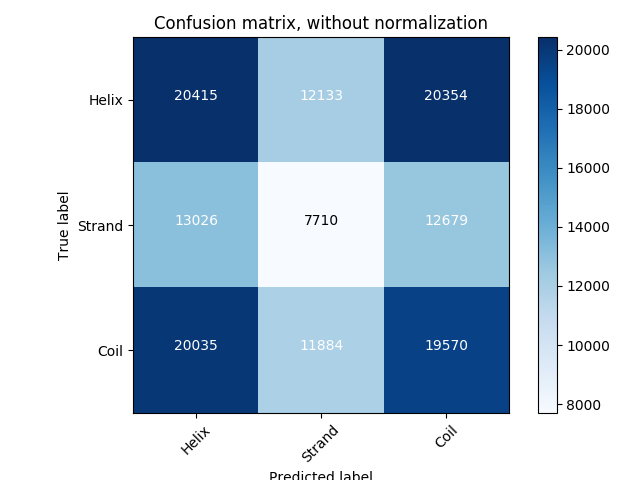 Confusion matrix, without normalization
True label
Helix 20415 12133 20354
Strand 13026 7710 12679
Coil 20035 11884 19570
Helix Strand Coil
Predicted label
20000
18000
16000
14000
12000
10000
8000